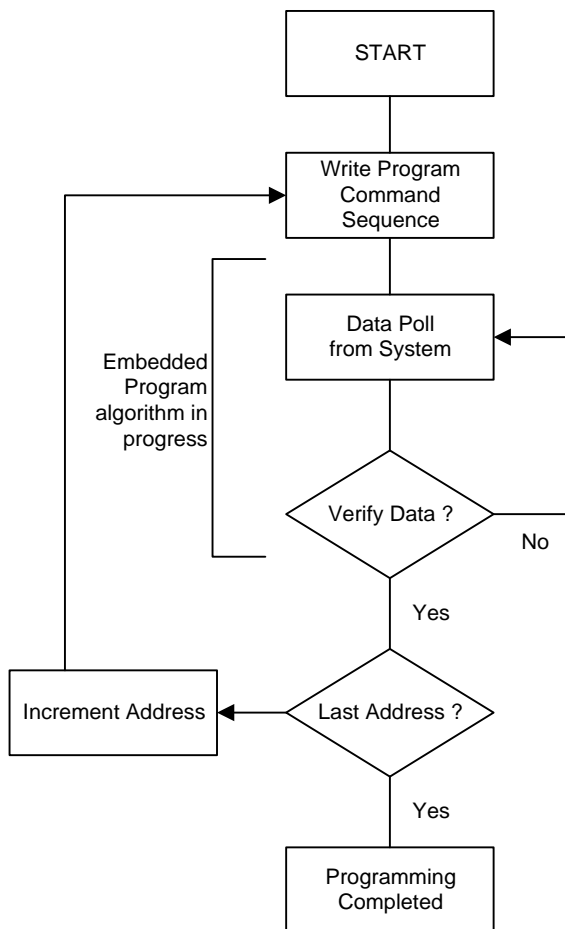 START
Write Program
Command
Sequence
Data Poll
from System
Embedded
Program
algorithm in
progress
Verify Data ?
No
Yes
Increment Address
Last Address ?
Yes
Programming
Completed